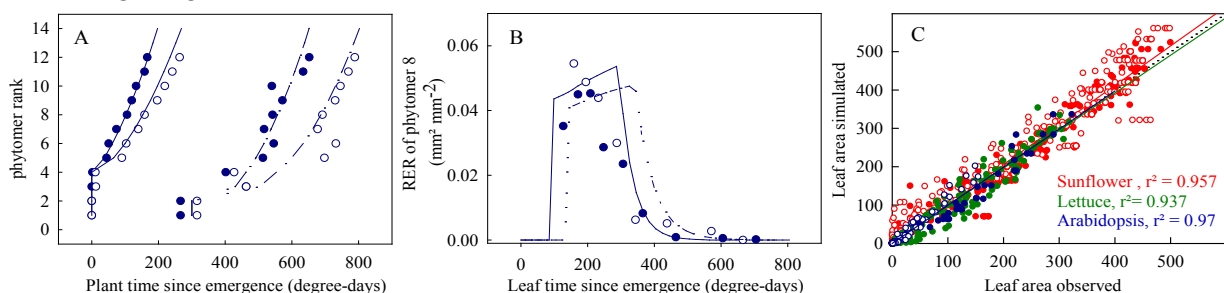 A
phytomer rank
14
12
10
8
6
4
2
0
0
200
400
600
800
Plant time since emergence (degree-days)
B
RER of phytomer 8
(mm² mm⁻²)
0.06
0.04
0.02
0.00
0
200
400
600
800
Leaf time since emergence (degree-days)
C
Leaf area simulated
500
400
300
200
100
0
Sunflower , r² = 0.957
Lettuce, r²= 0.937
Arabidopsis, r² = 0.97
0
100
200
300
400
500
Leaf area observed